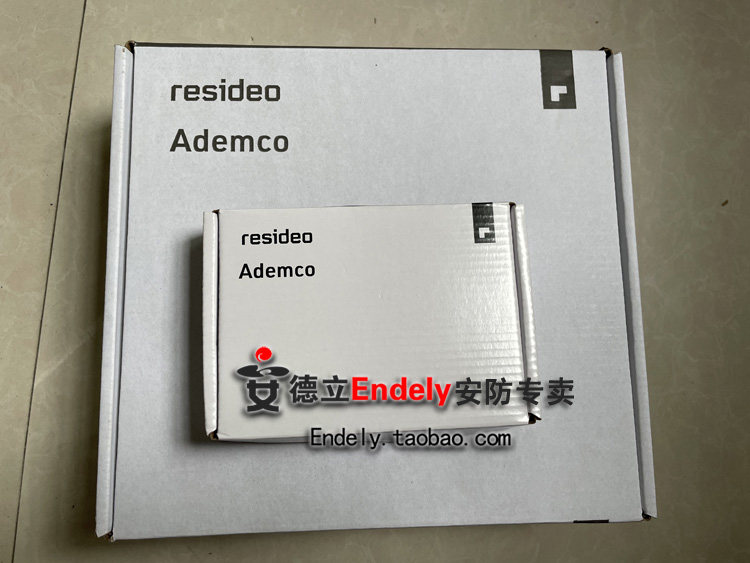 resideo
Ademco
resideo
Ademco
德立Endely安防专卖
Endely.taobao.com